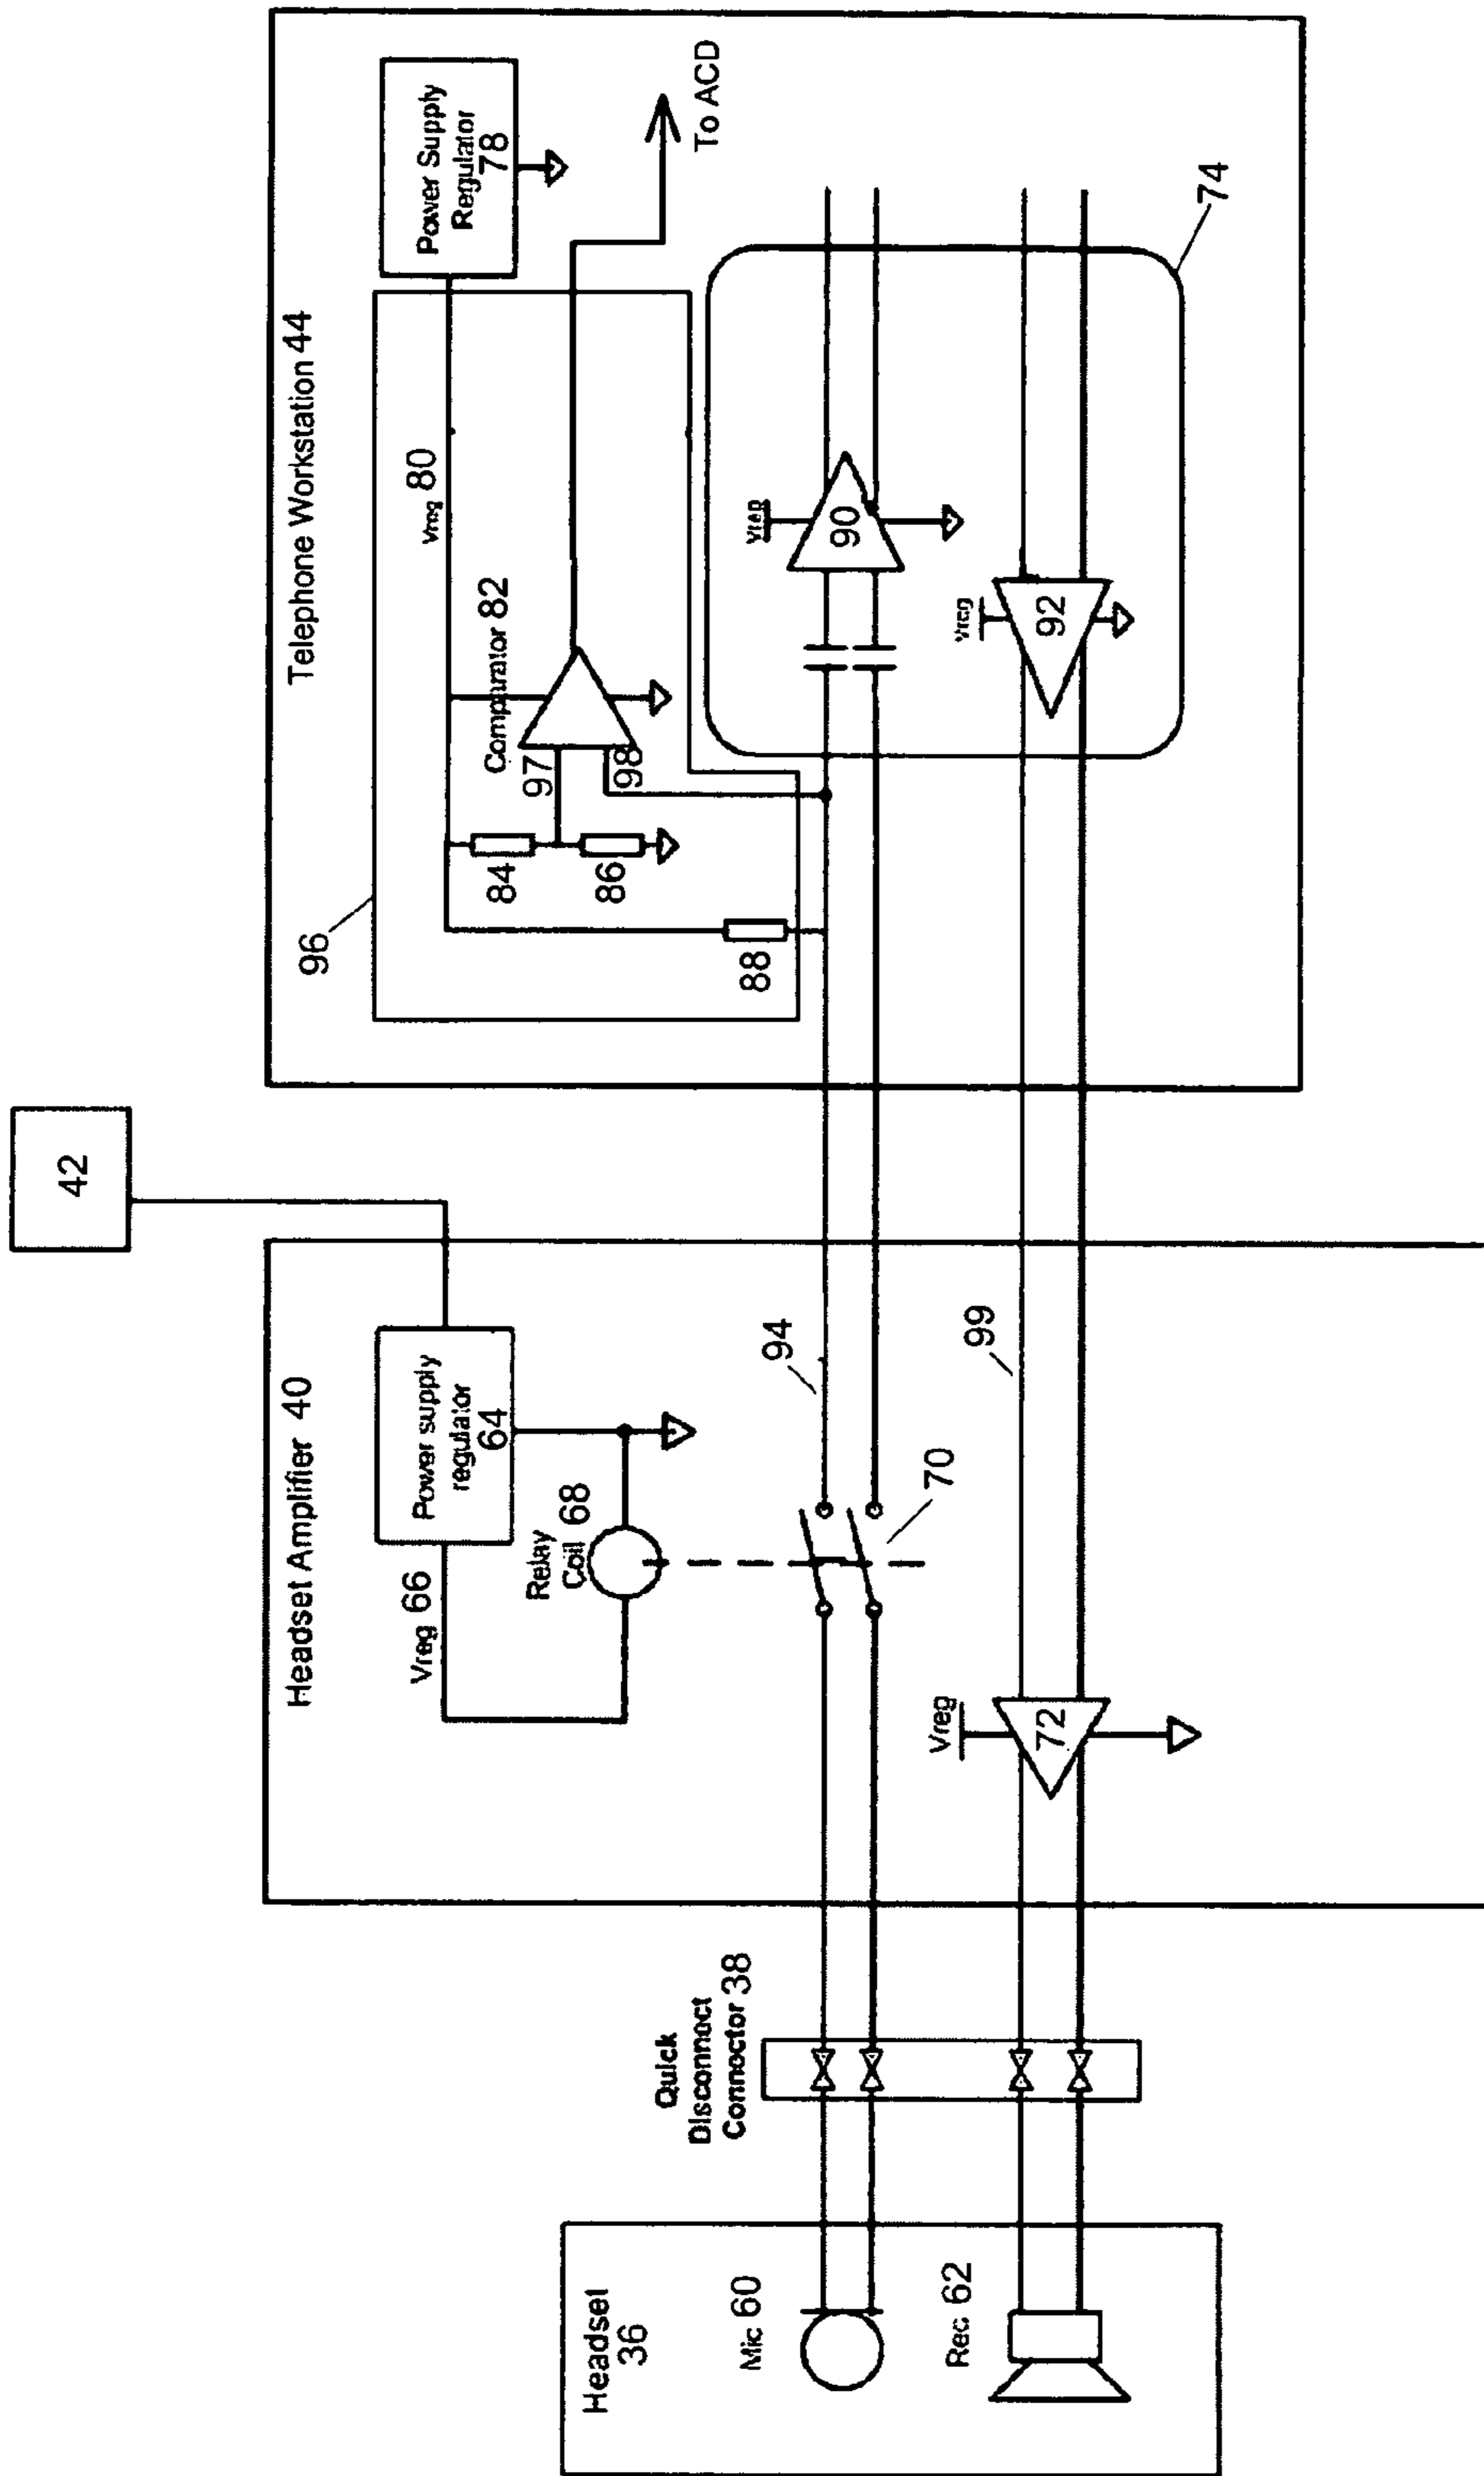 Headset
36
Mic 60
Rec. 62
Quick
Disconnect
Connector 38
Headset Amplifier 40
Vreg 66
Power supply
regulator
64
Relay
Coil 68
70
94
Vreg
72
99
42
Telephone Workstation 44
96
Vreg 80
Power Supply
Regulator
78
Comparator 82
84
86
88
97
98
To ACD
Vreg
90
Vreg
92
74